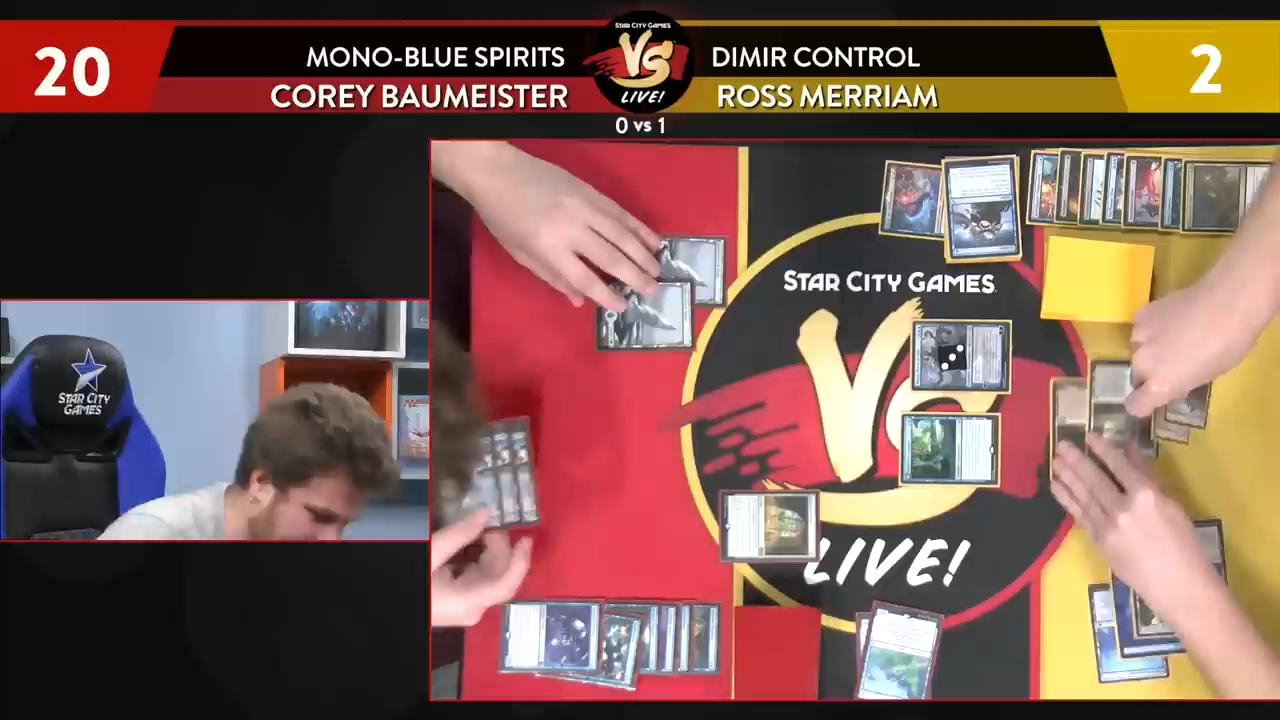 20
MONO-BLUE SPIRITS
COREY BAUMEISTER
STAR CITY GAMES
VS
LIVE!
DIMIR CONTROL
ROSS MERRIAM
2
0 vs 1
STAR CITY GAMES
STAR CITY GAMES
VS
LIVE!